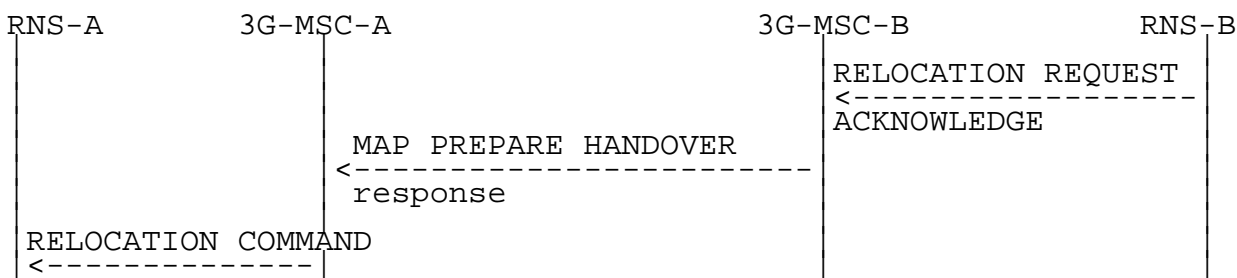 RNS-A 3G-MSC-A 3G-MSC-B RNS-B
RELOCATION REQUEST
ACKNOWLEDGE
MAP PREPARE HANDOVER
response
RELOCATION COMMAND